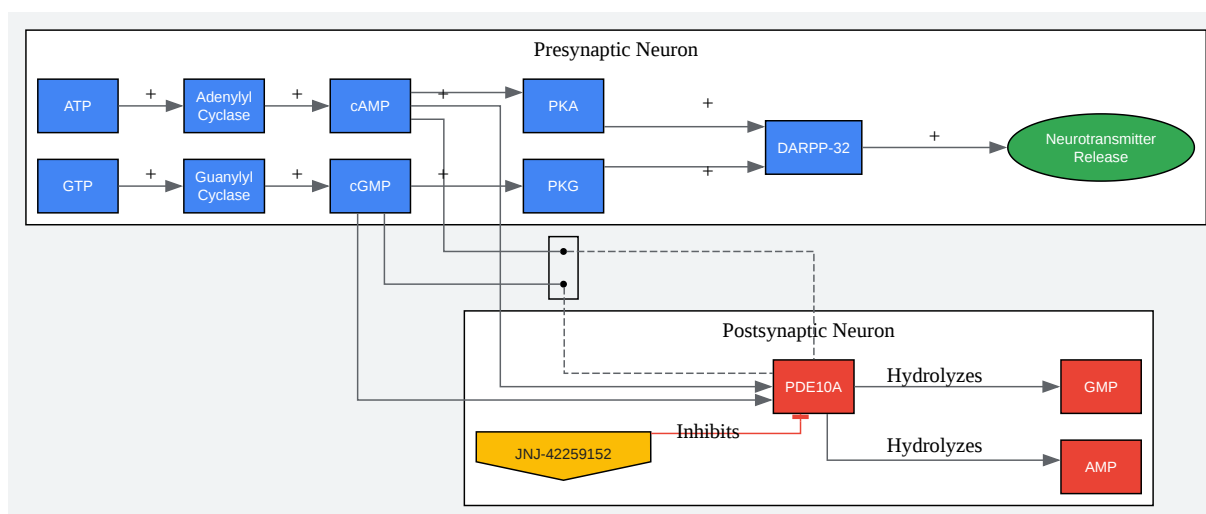 Presynaptic Neuron
ATP
+
Adenylyl
Cyclase
+
cAMP
+
PKA
+
DARPP-32
+
Neurotransmitter
Release
GTP
+
Guanylyl
Cyclase
+
cGMP
+
PKG
+
Postsynaptic Neuron
PDE10A
Hydrolyzes
GMP
JNJ-42259152
Inhibits
Hydrolyzes
AMP